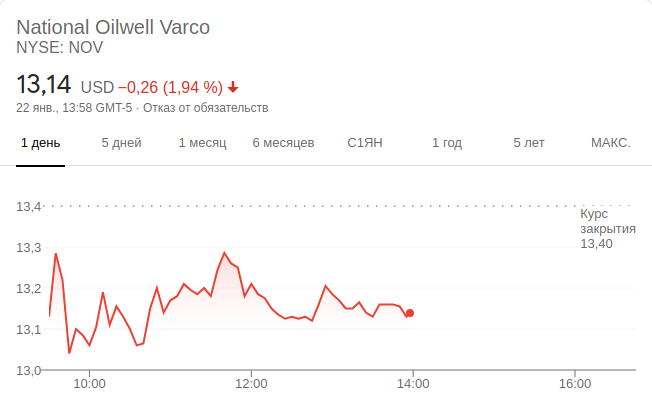 National Oilwell Varco
NYSE: NOV
13,14 USD −0,26 (1,94 %)
22 янв., 13:58 GMT-5 · Отказ от обязательств
1 день 5 дней 1 месяц 6 месяцев С1ЯН 1 год 5 лет МАКС.
13,4
Курс
закрытия
13,40
13,3
13,2
13,1
13,0
10:00 12:00 14:00 16:00